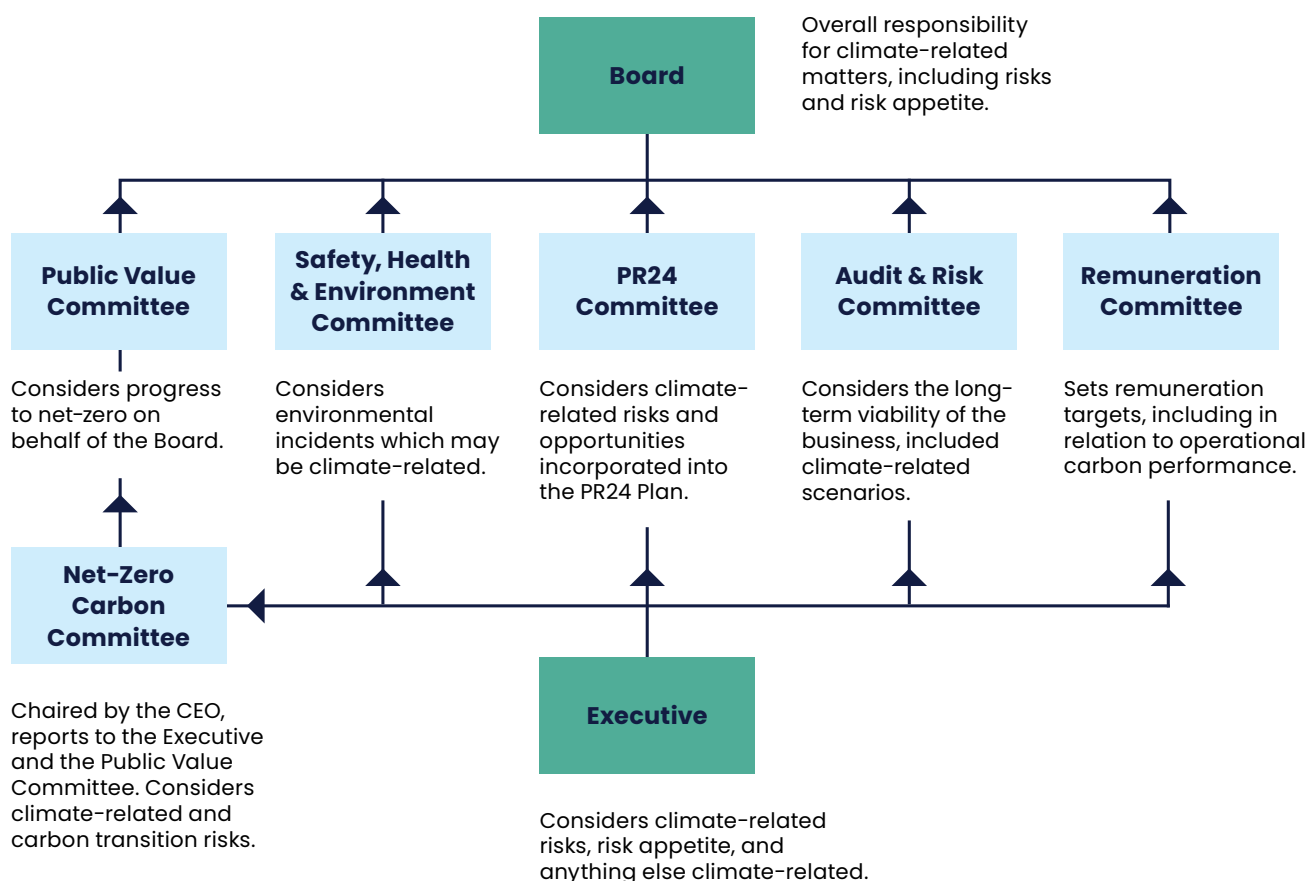 Board
Overall responsibility
for climate-related
matters, including risks
and risk appetite.
Public Value
Committee
Considers progress
to net-zero on
behalf of the Board.
Safety, Health
& Environment
Committee
Considers
environmental
incidents which may
be climate-related.
PR24
Committee
Considers climate-
related risks and
opportunities
incorporated into
the PR24 Plan.
Audit & Risk
Committee
Considers the long-
term viability of the
business, included
climate-related
scenarios.
Remuneration
Committee
Sets remuneration
targets, including in
relation to operational
carbon performance.
Net-Zero
Carbon
Committee
Chaired by the CEO,
reports to the Executive
and the Public Value
Committee. Considers
climate-related and
carbon transition risks.
Executive
Considers climate-related
risks, risk appetite, and
anything else climate-related.